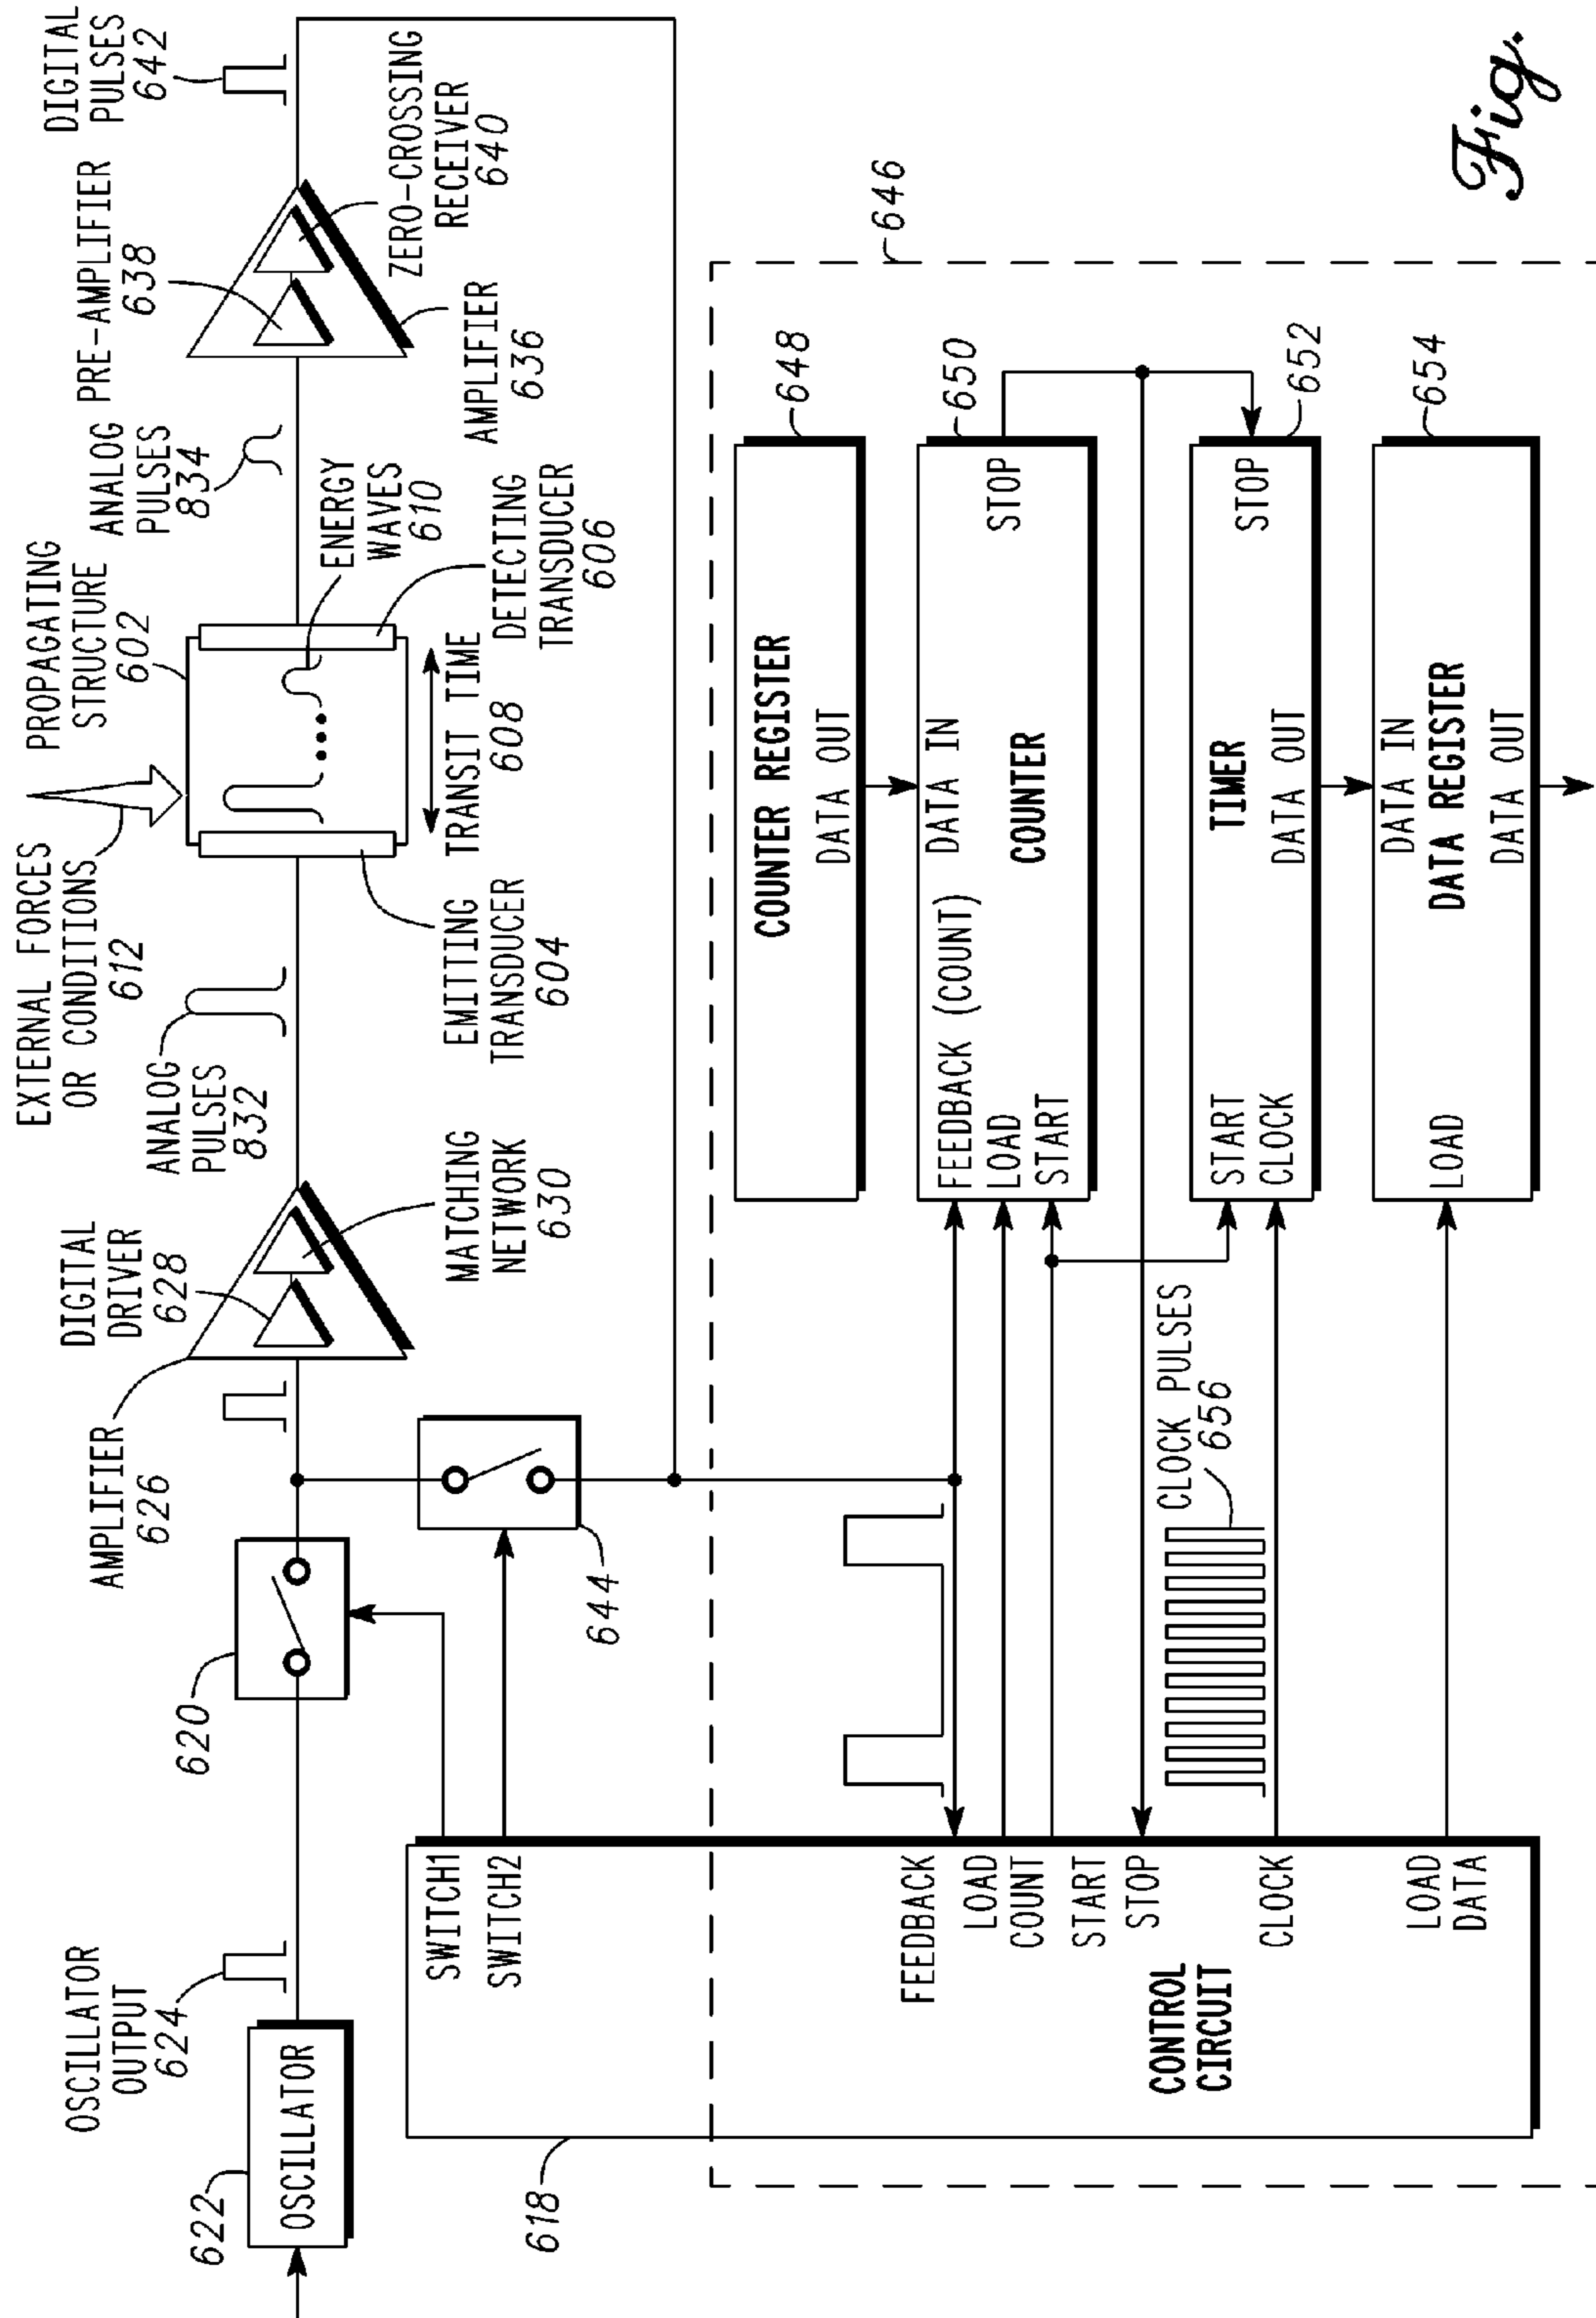 OSCILLATOR
OUTPUT
624
622
OSCILLATOR
620
AMPLIFIER
626
DIGITAL
DRIVER
628
MATCHING
NETWORK
630
644
ANALOG
PULSES
832
EXTERNAL FORCES
OR CONDITIONS
612
EMITTING
TRANSDUCER
604
PROPAGATING
STRUCTURE
602
TRANSIT TIME
608
ENERGY
WAVES
610
DETECTING
TRANSDUCER
606
ANALOG
PULSES
834
PRE-AMPLIFIER
638
AMPLIFIER
636
ZERO-CROSSING
RECEIVER
640
DIGITAL
PULSES
642
618
SWITCH1
SWITCH2
FEEDBACK
LOAD
COUNT
START
STOP
CLOCK
LOAD
DATA
CONTROL
CIRCUIT
CLOCK PULSES
656
646
COUNTER REGISTER
DATA OUT
648
FEEDBACK (COUNT)
LOAD
START
DATA IN
COUNTER
STOP
650
START
CLOCK
TIMER
DATA OUT
STOP
652
LOAD
DATA IN
DATA REGISTER
DATA OUT
654
Fig.